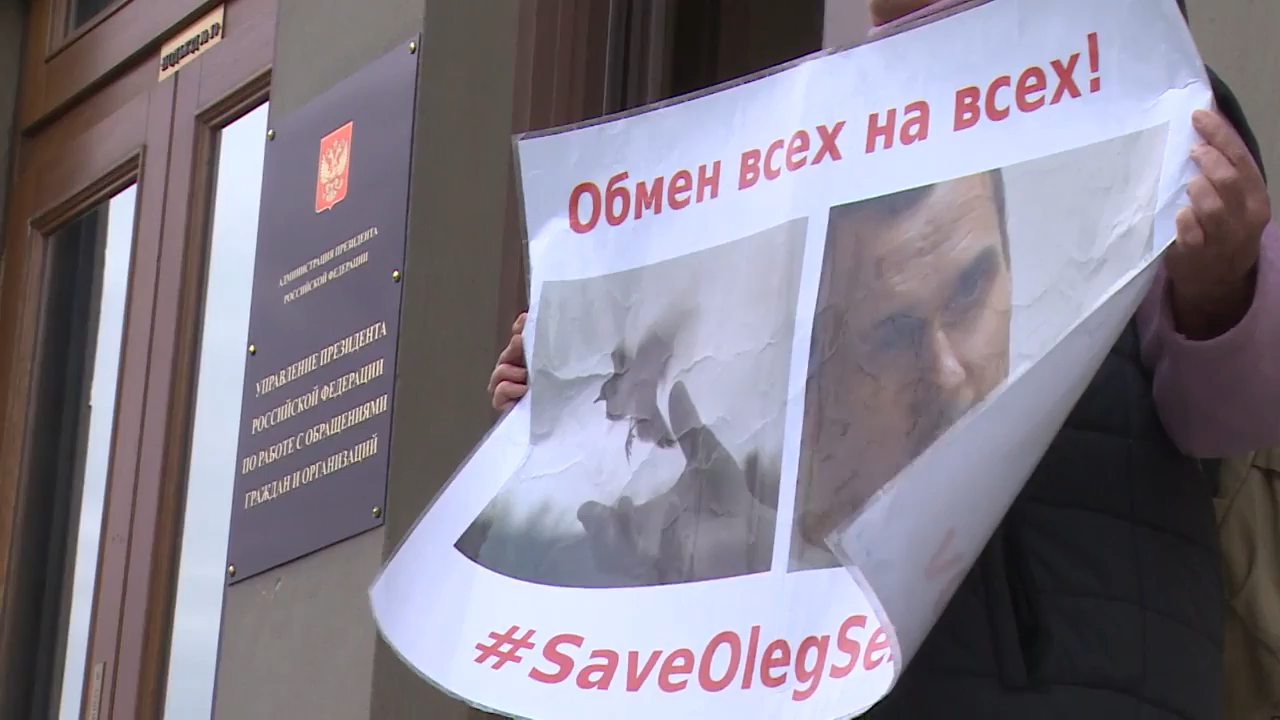 АДМИНИСТРАЦИЯ ПРЕЗИДЕНТА
РОССИЙСКОЙ ФЕДЕРАЦИИ
УПРАВЛЕНИЕ ПРЕЗИДЕНТА
РОССИЙСКОЙ ФЕДЕРАЦИИ
ПО РАБОТЕ С ОБРАЩЕНИЯМИ
ГРАЖДАН И ОРГАНИЗАЦИЙ
Обмен всех на всех!
#SaveOlegSe